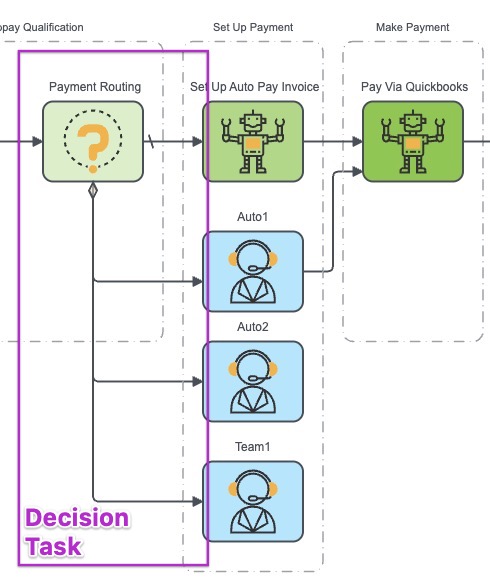 opay Qualification
Set Up Payment
Make Payment
Payment Routing
Set Up Auto Pay Invoice
Pay Via Quickbooks
?
Auto1
Auto2
Team1
Decision
Task